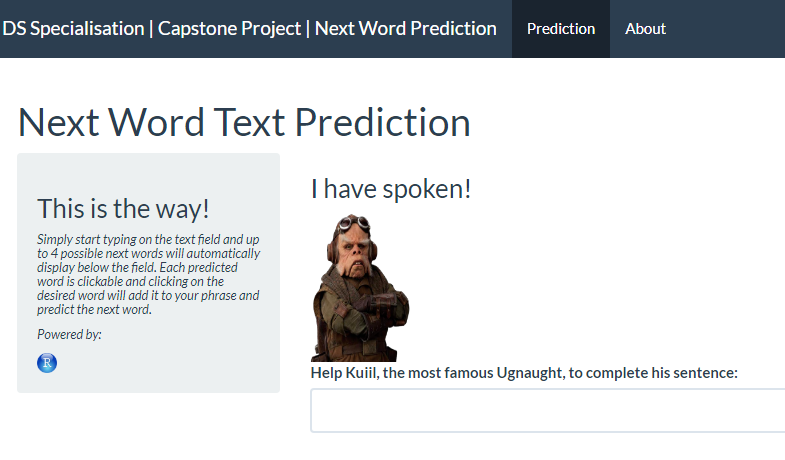 DS Specialisation | Capstone Project | Next Word Prediction Prediction About
Next Word Text Prediction
This is the way!
Simply start typing on the text field and up
to 4 possible next words will automatically
display below the field. Each predicted
word is clickable and clicking on the
desired word will add it to your phrase and
predict the next word.
Powered by:
R
I have spoken!
Help Kuiil, the most famous Ugnaught, to complete his sentence: